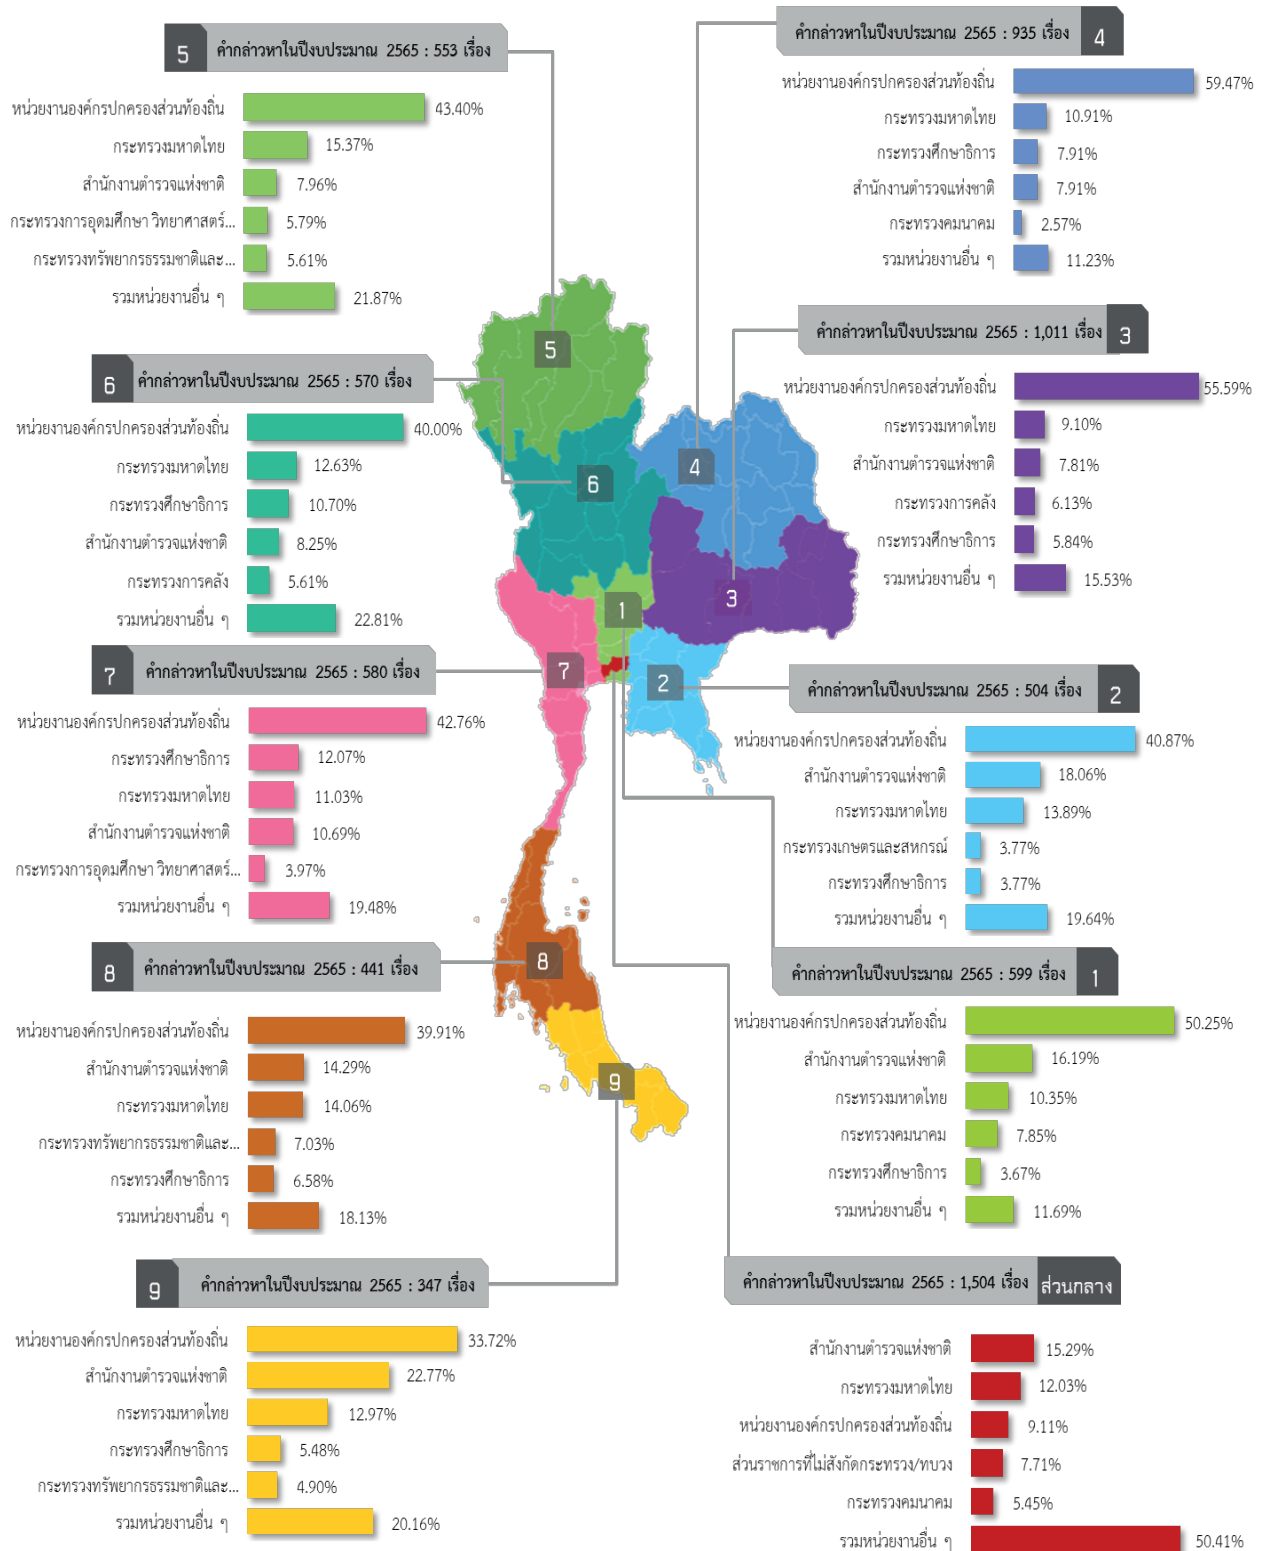 5 คำกล่าวหาในปีงบประมาณ 2565 : 553 เรื่อง
หน่วยงานองค์กรปกครองส่วนท้องถิ่น 43.40%
กระทรวงมหาดไทย 15.37%
สำนักงานตำรวจแห่งชาติ 7.96%
กระทรวงการอุดมศึกษา วิทยาศาสตร์... 5.79%
กระทรวงทรัพยากรธรรมชาติและ... 5.61%
รวมหน่วยงานอื่น ๆ 21.87%
คำกล่าวหาในปีงบประมาณ 2565 : 935 เรื่อง 4
หน่วยงานองค์กรปกครองส่วนท้องถิ่น 59.47%
กระทรวงมหาดไทย 10.91%
กระทรวงศึกษาธิการ 7.91%
สำนักงานตำรวจแห่งชาติ 7.91%
กระทรวงคมนาคม 2.57%
รวมหน่วยงานอื่น ๆ 11.23%
6 คำกล่าวหาในปีงบประมาณ 2565 : 570 เรื่อง
หน่วยงานองค์กรปกครองส่วนท้องถิ่น 40.00%
กระทรวงมหาดไทย 12.63%
กระทรวงศึกษาธิการ 10.70%
สำนักงานตำรวจแห่งชาติ 8.25%
กระทรวงการคลัง 5.61%
รวมหน่วยงานอื่น ๆ 22.81%
คำกล่าวหาในปีงบประมาณ 2565 : 1,011 เรื่อง 3
หน่วยงานองค์กรปกครองส่วนท้องถิ่น 55.59%
กระทรวงมหาดไทย 9.10%
สำนักงานตำรวจแห่งชาติ 7.81%
กระทรวงการคลัง 6.13%
กระทรวงศึกษาธิการ 5.84%
รวมหน่วยงานอื่น ๆ 15.53%
5
4
6
3
1
7
2
8
9
7 คำกล่าวหาในปีงบประมาณ 2565 : 580 เรื่อง
หน่วยงานองค์กรปกครองส่วนท้องถิ่น 42.76%
กระทรวงศึกษาธิการ 12.07%
กระทรวงมหาดไทย 11.03%
สำนักงานตำรวจแห่งชาติ 10.69%
กระทรวงการอุดมศึกษา วิทยาศาสตร์... 3.97%
รวมหน่วยงานอื่น ๆ 19.48%
คำกล่าวหาในปีงบประมาณ 2565 : 504 เรื่อง 2
หน่วยงานองค์กรปกครองส่วนท้องถิ่น 40.87%
สำนักงานตำรวจแห่งชาติ 18.06%
กระทรวงมหาดไทย 13.89%
กระทรวงเกษตรและสหกรณ์ 3.77%
กระทรวงศึกษาธิการ 3.77%
รวมหน่วยงานอื่น ๆ 19.64%
8 คำกล่าวหาในปีงบประมาณ 2565 : 441 เรื่อง
หน่วยงานองค์กรปกครองส่วนท้องถิ่น 39.91%
สำนักงานตำรวจแห่งชาติ 14.29%
กระทรวงมหาดไทย 14.06%
กระทรวงทรัพยากรธรรมชาติและ... 7.03%
กระทรวงศึกษาธิการ 6.58%
รวมหน่วยงานอื่น ๆ 18.13%
คำกล่าวหาในปีงบประมาณ 2565 : 599 เรื่อง 1
หน่วยงานองค์กรปกครองส่วนท้องถิ่น 50.25%
สำนักงานตำรวจแห่งชาติ 16.19%
กระทรวงมหาดไทย 10.35%
กระทรวงคมนาคม 7.85%
กระทรวงศึกษาธิการ 3.67%
รวมหน่วยงานอื่น ๆ 11.69%
9 คำกล่าวหาในปีงบประมาณ 2565 : 347 เรื่อง
หน่วยงานองค์กรปกครองส่วนท้องถิ่น 33.72%
สำนักงานตำรวจแห่งชาติ 22.77%
กระทรวงมหาดไทย 12.97%
กระทรวงศึกษาธิการ 5.48%
กระทรวงทรัพยากรธรรมชาติและ... 4.90%
รวมหน่วยงานอื่น ๆ 20.16%
คำกล่าวหาในปีงบประมาณ 2565 : 1,504 เรื่อง ส่วนกลาง
สำนักงานตำรวจแห่งชาติ 15.29%
กระทรวงมหาดไทย 12.03%
หน่วยงานองค์กรปกครองส่วนท้องถิ่น 9.11%
ส่วนราชการที่ไม่สังกัดกระทรวง/ทบวง 7.71%
กระทรวงคมนาคม 5.45%
รวมหน่วยงานอื่น ๆ 50.41%